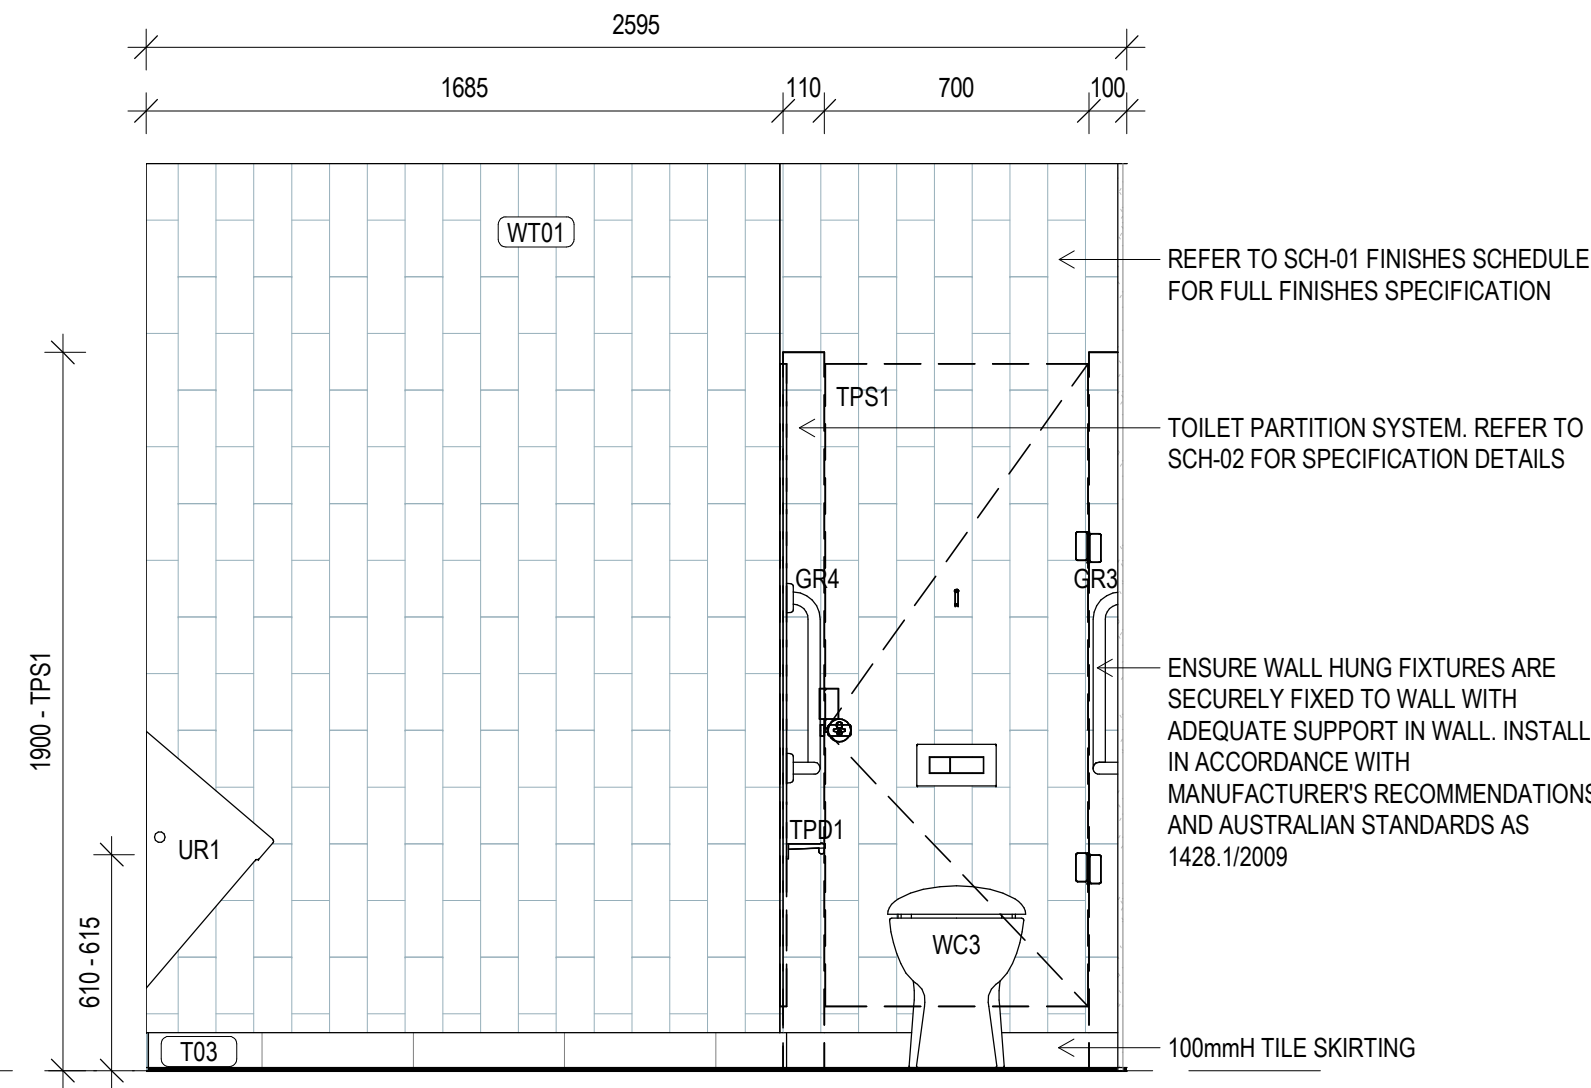 2595
1685
110
700
100
WT01
REFER TO SCH-01 FINISHES SCHEDULE
FOR FULL FINISHES SPECIFICATION
TPS1
TOILET PARTITION SYSTEM. REFER TO
SCH-02 FOR SPECIFICATION DETAILS
GR4
GR3
1900 - TPS1
ENSURE WALL HUNG FIXTURES ARE
SECURELY FIXED TO WALL WITH
ADEQUATE SUPPORT IN WALL. INSTALL
IN ACCORDANCE WITH
MANUFACTURER'S RECOMMENDATIONS
AND AUSTRALIAN STANDARDS AS
1428.1/2009
TPD1
UR1
610 - 615
WC3
T03
100mmH TILE SKIRTING